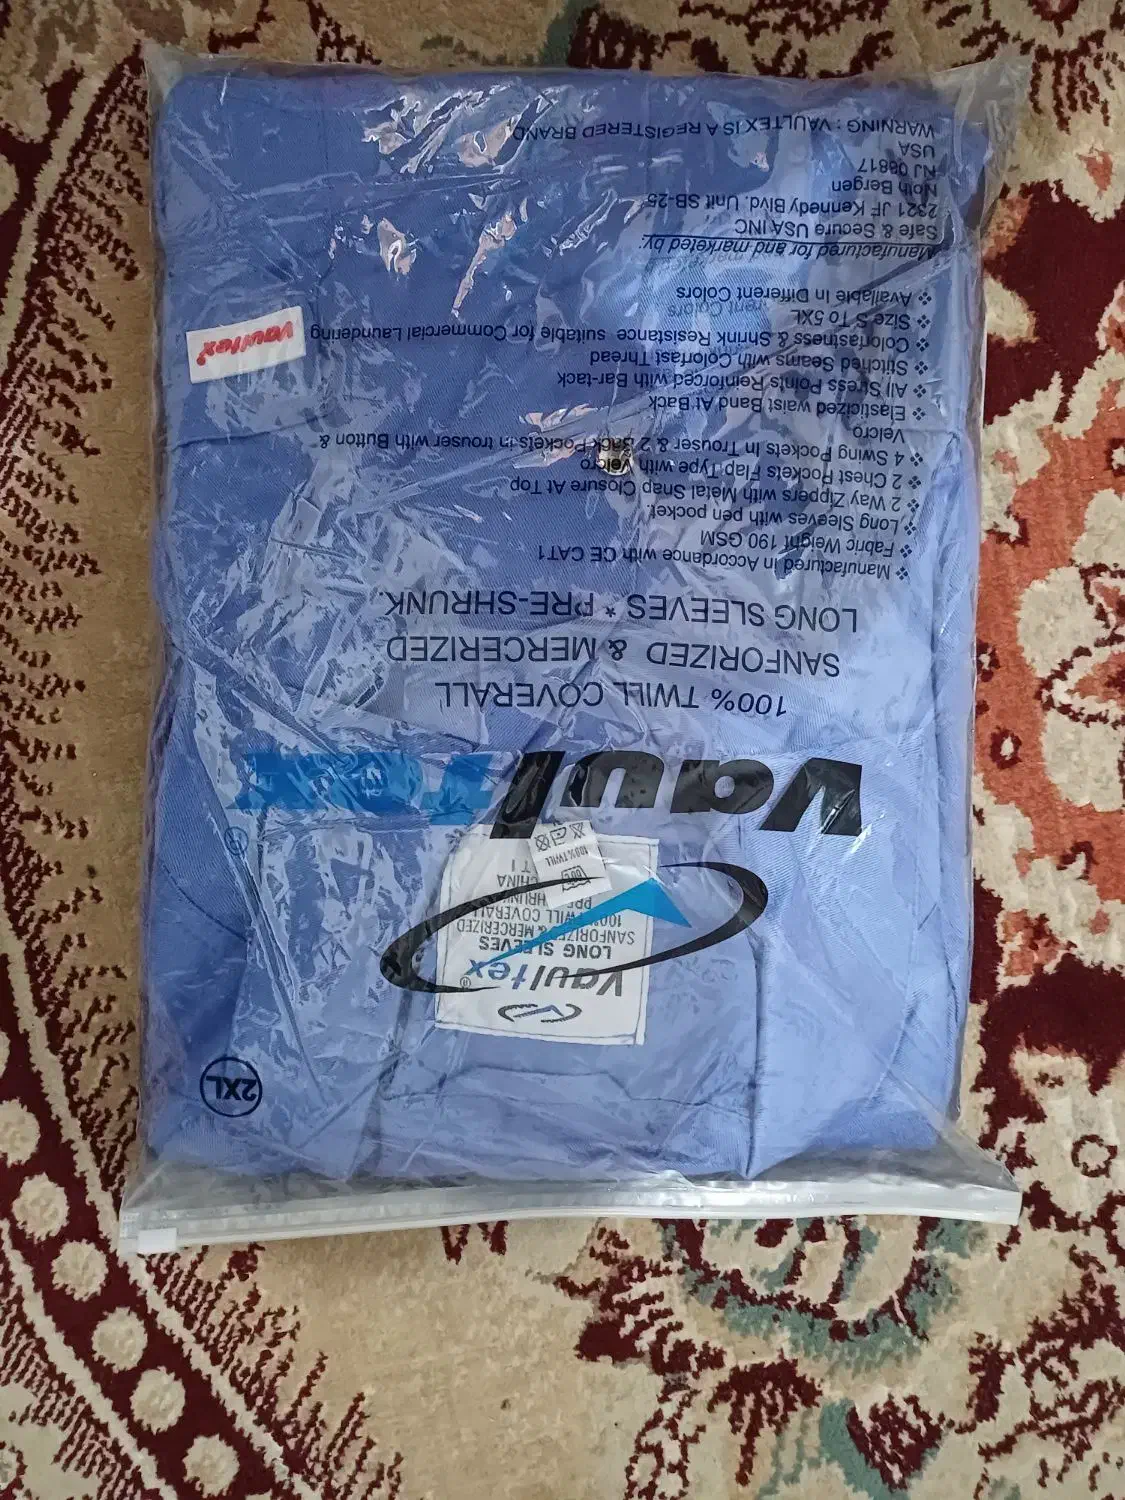 2XL
Vaultex®
LONG SLEEVES
SANFORIZED & MERCERIZED
100% TWILL COVERALL
CHINA
100% TWILL
VaulTex
®
100% TWILL COVERALL
SANFORIZED & MERCERIZED
LONG SLEEVES * PRE-SHRUNK.
❖ Manufactured in Accordance with CE CAT1
❖ Fabric Weight 190 GSM
❖ Long Sleeves with pen pocket.
❖ 2 Way Zippers with Metal Snap Closure At Top
❖ 2 Chest Pockets Flap Type with Velcro
❖ 4 Swing Pockets In Trouser & 2 Back Pockets in trouser with Button &
Velcro
❖ Elasticized waist Band At Back
❖ All Stress Points Reinforced with Bar-tack
❖ Stitched Seams with Colorfast Thread
❖ Colorfastness & Shrink Resistance suitable for Commercial Laundering
❖ Size S To 5XL
❖ Available In Different Colors
Vaultex®
Manufactured for and marketed by:
Safe & Secure USA INC
2321 JF Kennedy Blvd. Unit SB-25
Noth Bergen
NJ 08817
USA
WARNING : VAULTEX IS A REGISTERED BRAND